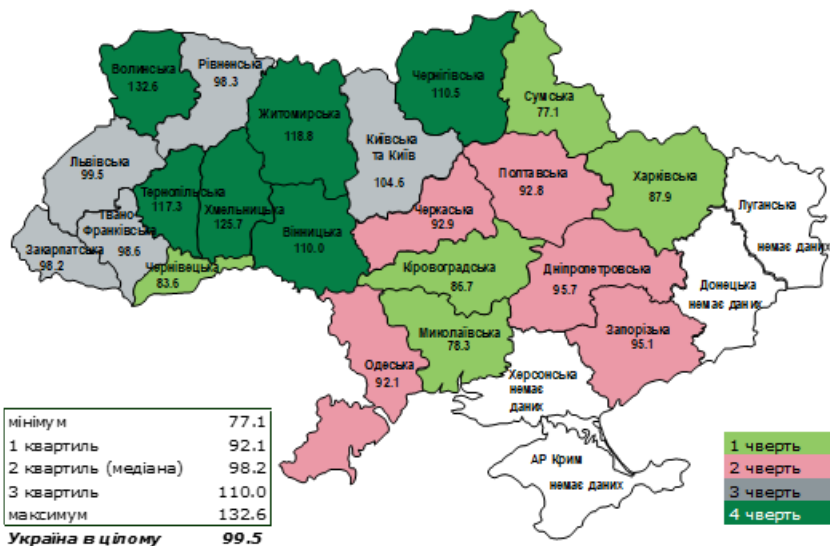 Волинська
132.6
Рівненська
98.3
Житомирська
118.8
Київська
та Київ
104.6
Чернігівська
110.5
Сумська
77.1
Львівська
99.5
Тернопільська
117.3
Хмельницька
125.7
Вінницька
110.0
Івано-
Франківська
98.6
Закарпатська
98.2
Чернівецька
83.6
Черкаська
92.9
Полтавська
92.8
Харківська
87.9
Луганська
немає даних
Донецька
немає даних
Кіровоградська
86.7
Дніпропетровська
95.7
Запорізька
95.1
Миколаївська
78.3
Одеська
92.1
Херсонська
немає
даних
АР Крим
немає даних
мінімум 77.1
1 квартиль 92.1
2 квартиль (медіана) 98.2
3 квартиль 110.0
максимум 132.6
Україна в цілому 99.5
1 чверть
2 чверть
3 чверть
4 чверть